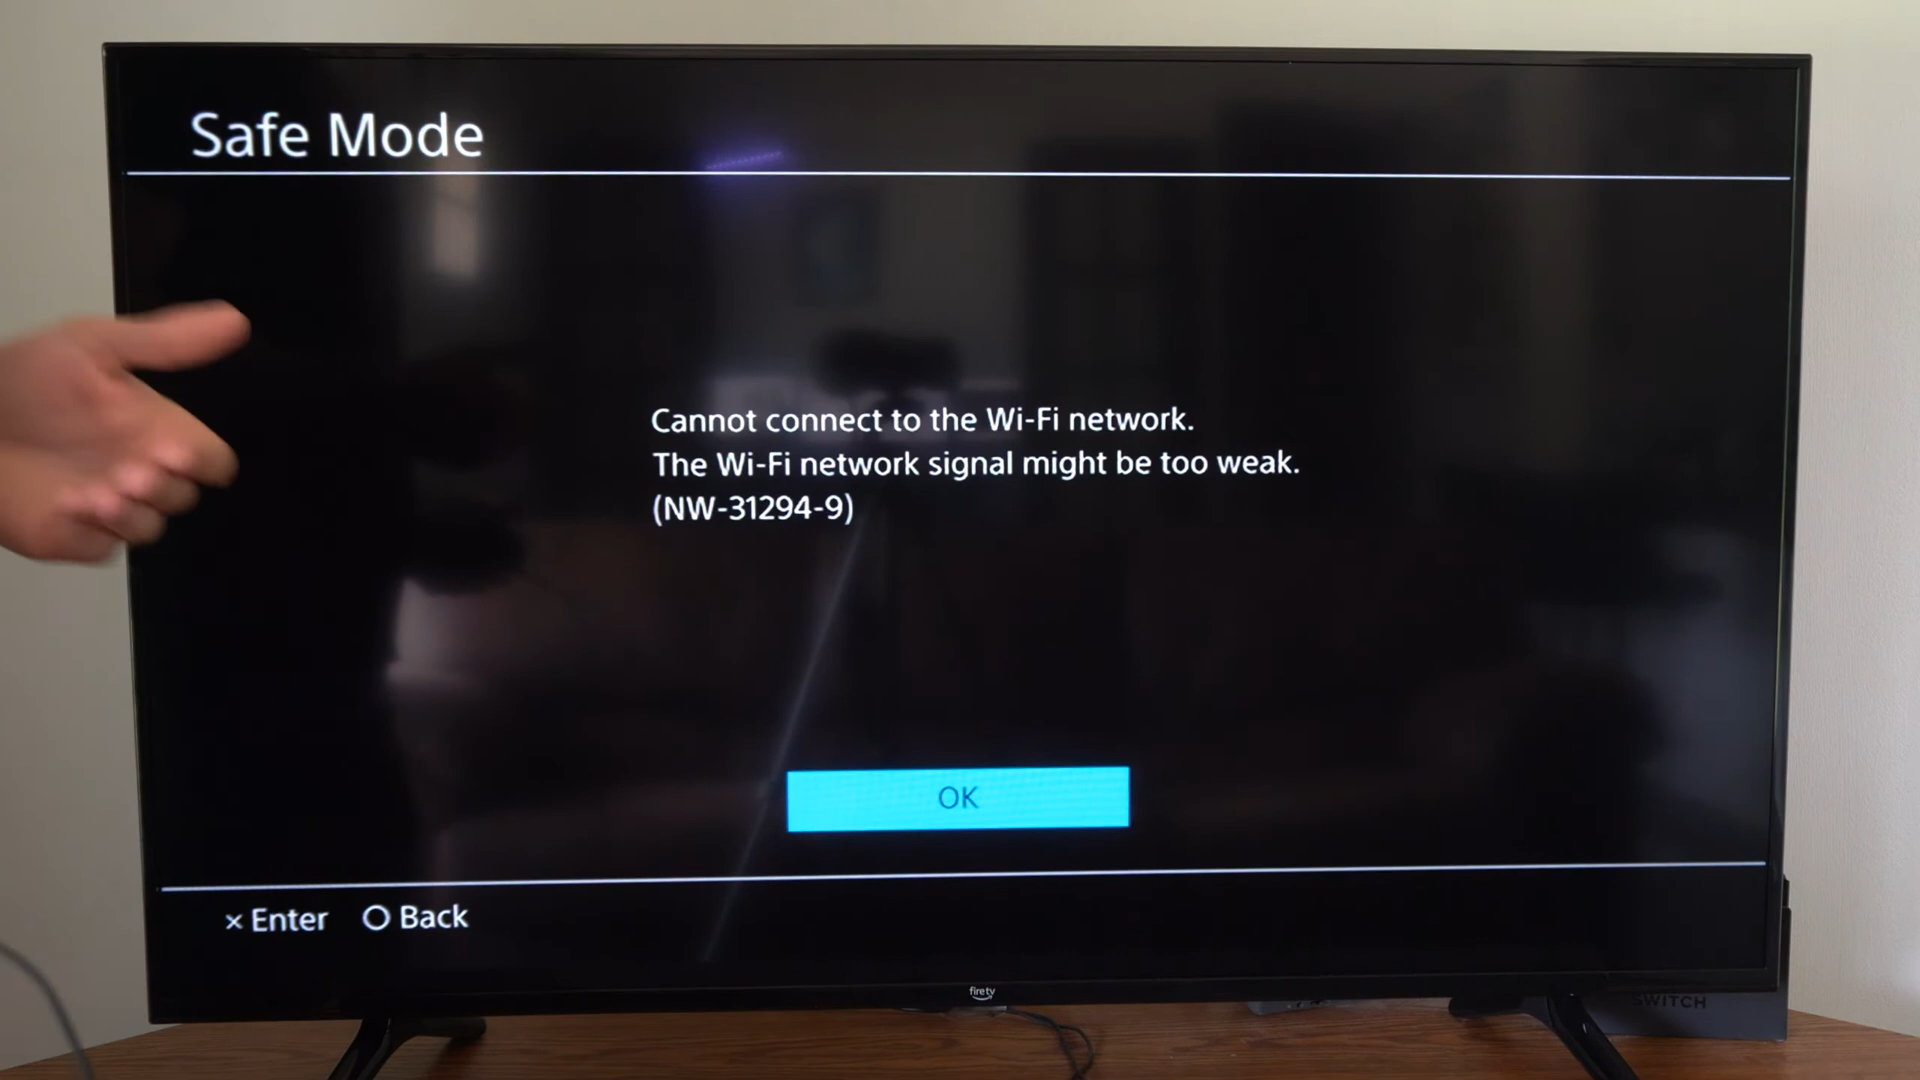 Safe Mode
Cannot connect to the Wi-Fi network.
The Wi-Fi network signal might be too weak.
(NW-31294-9)
OK
× Enter O Back
firetv
SWITCH